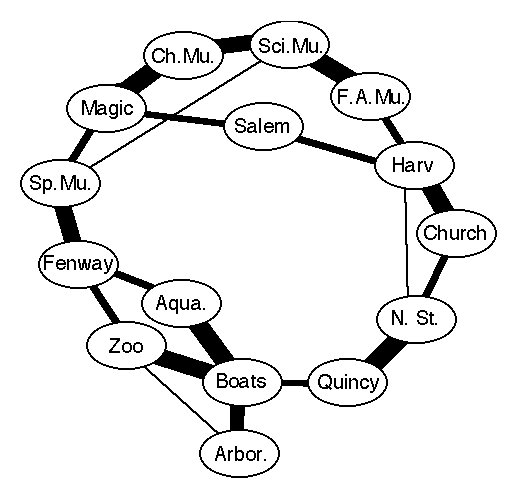 Sci.Mu.
Ch.Mu.
F.A.Mu.
Magic
Salem
Harv
Sp.Mu.
Church
Fenway
Aqua.
N. St.
Zoo
Boats
Quincy
Arbor.